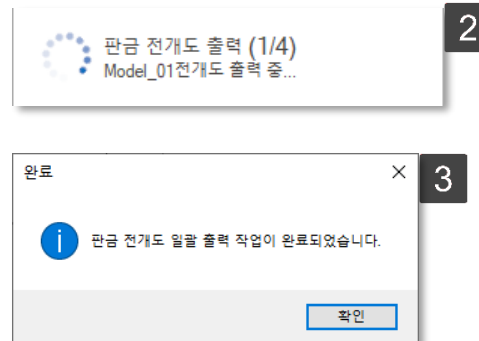 2
판금 전개도 출력 (1/4)
Model_01전개도 출력 중...
완료
3
판금 전개도 일괄 출력 작업이 완료되었습니다.
확인